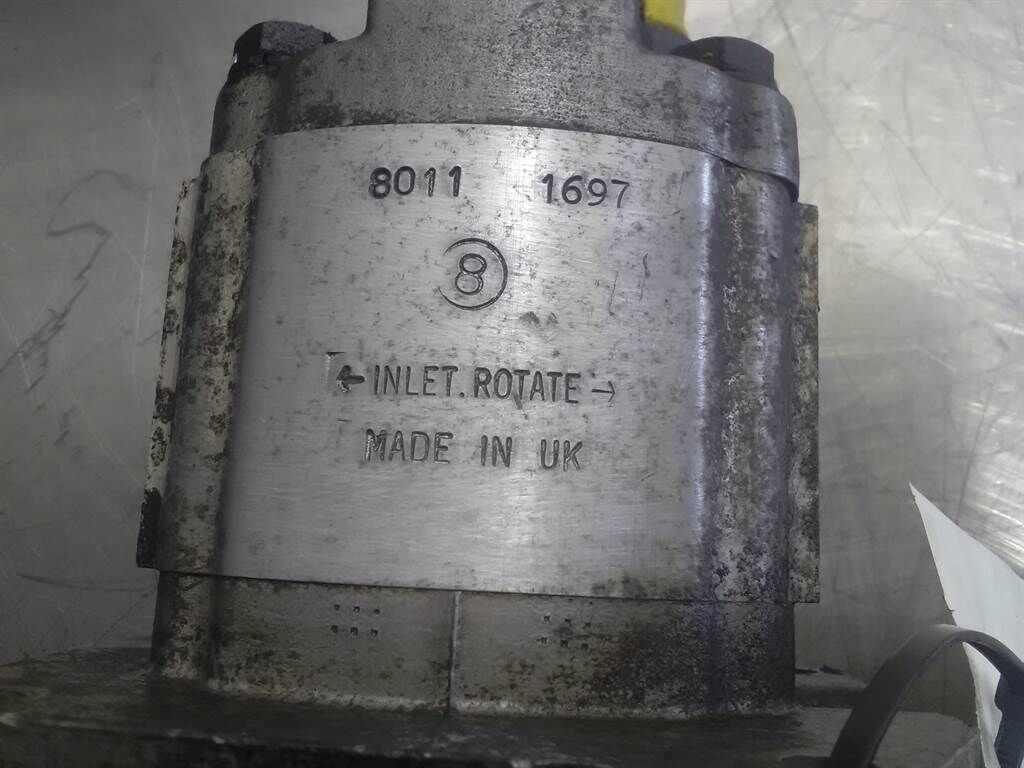 8011 1697
8
← INLET. ROTATE →
MADE IN UK